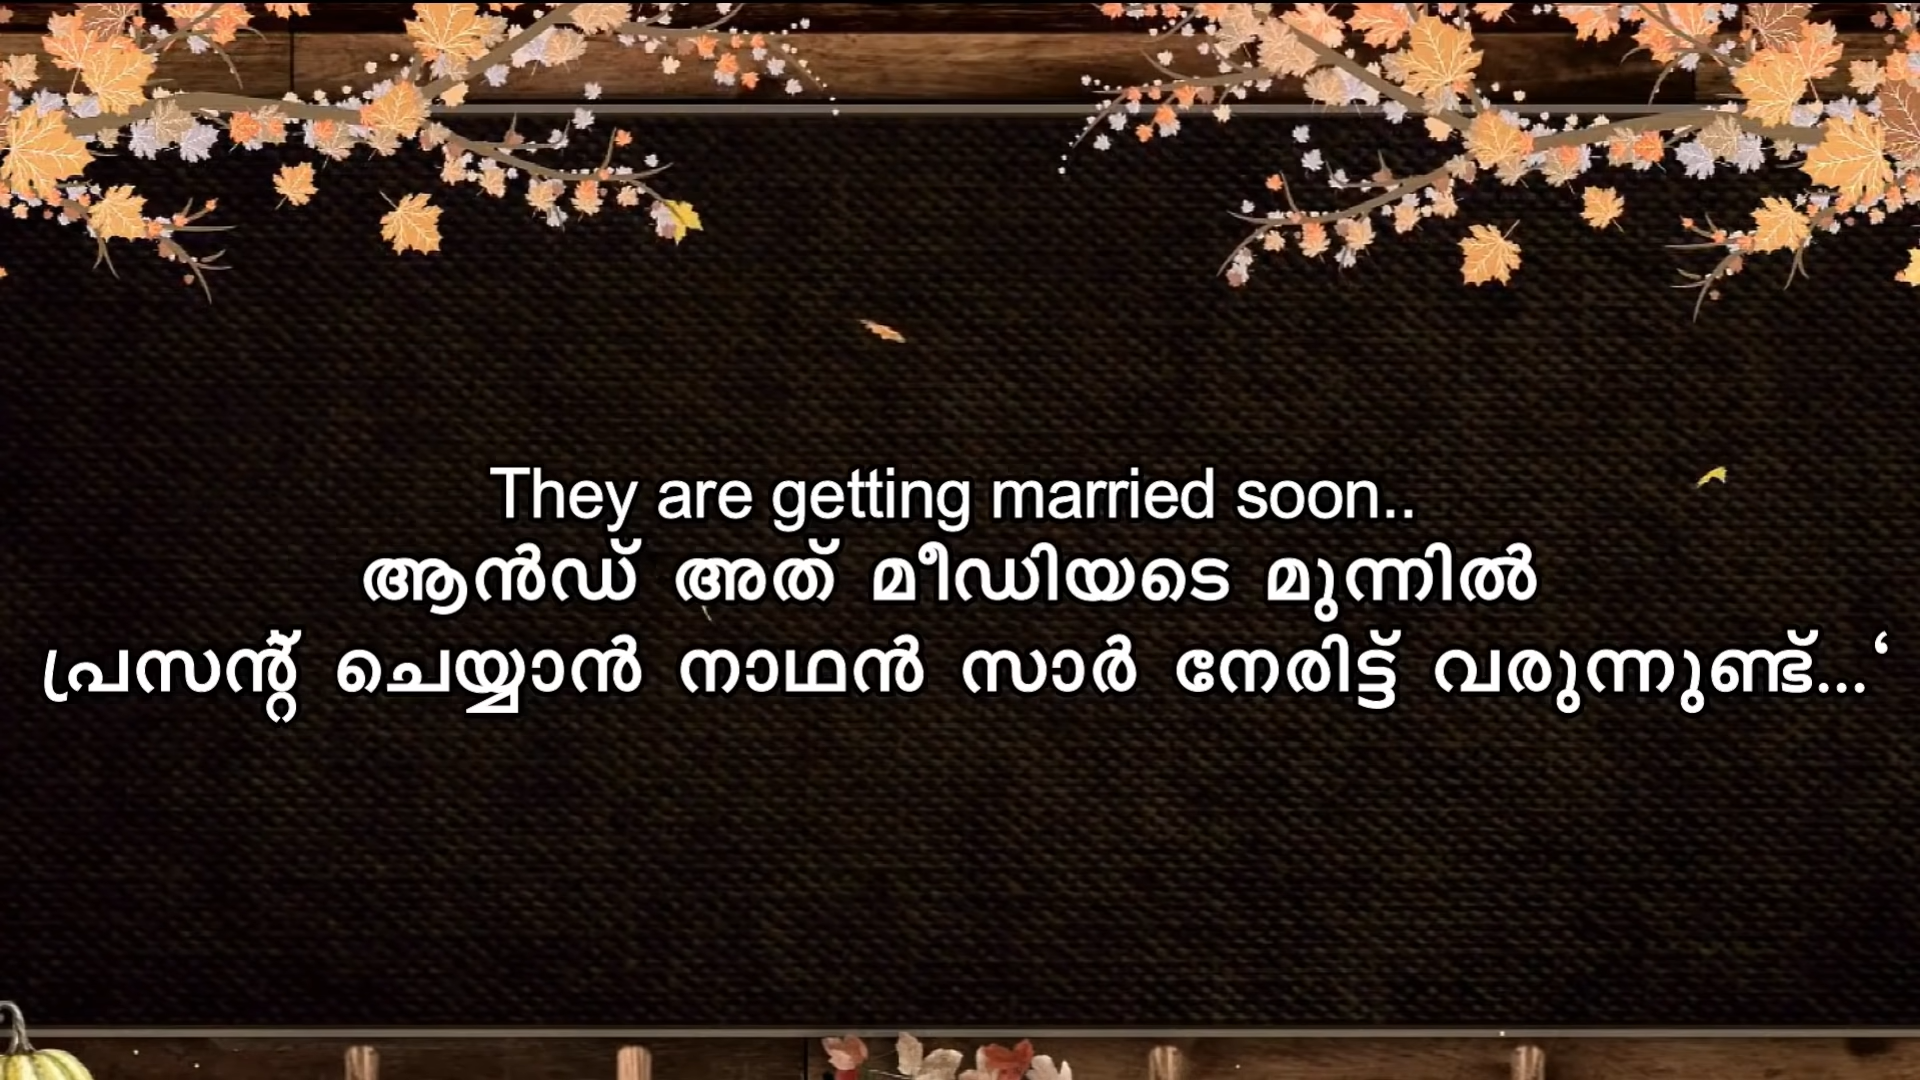 They are getting married soon..
ആൻഡ് അത് മീഡിയടെ മുന്നിൽ
പ്രസന്റ് ചെയ്യാൻ നാഥൻ സാർ നേരിട്ട് വരുന്നുണ്ട്...‘